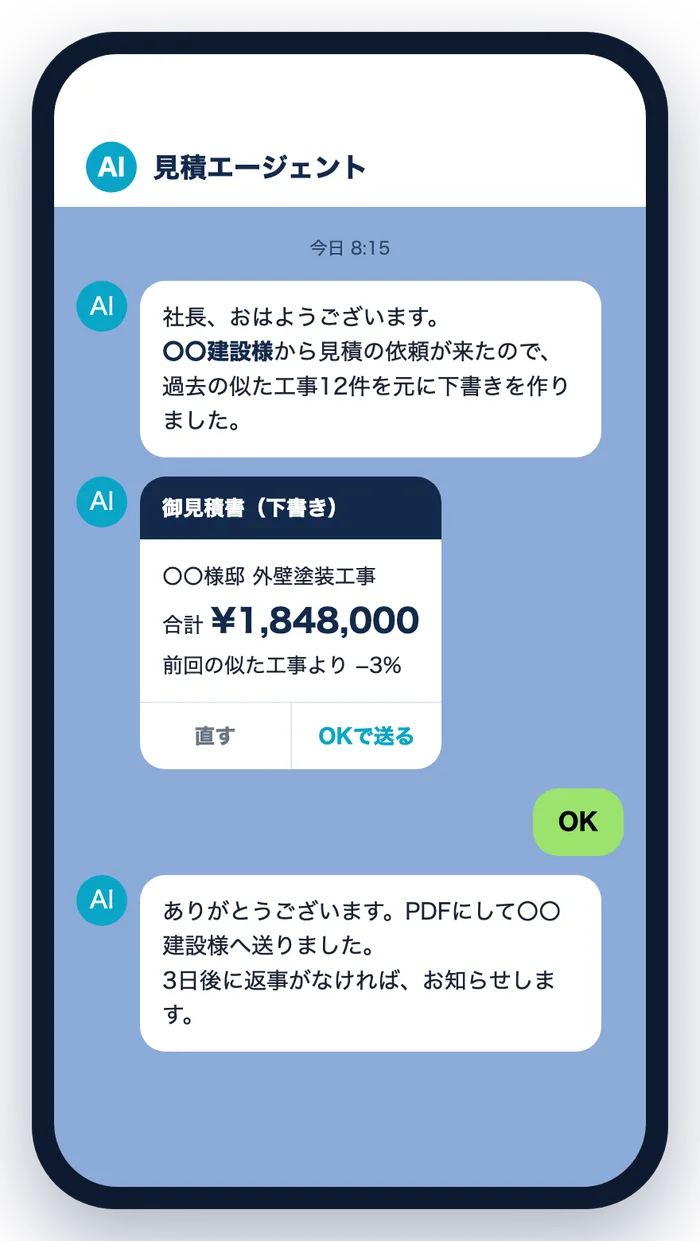 AI 見積エージェント
今日 8:15
AI
社長、おはようございます。
〇〇建設様から見積の依頼が来たので、
過去の似た工事12件を元に下書きを作り
ました。
AI
御見積書（下書き）
〇〇様邸 外壁塗装工事
合計 ¥1,848,000
前回の似た工事より −3%
直す
OKで送る
OK
AI
ありがとうございます。PDFにして〇〇
建設様へ送りました。
3日後に返事がなければ、お知らせしま
す。